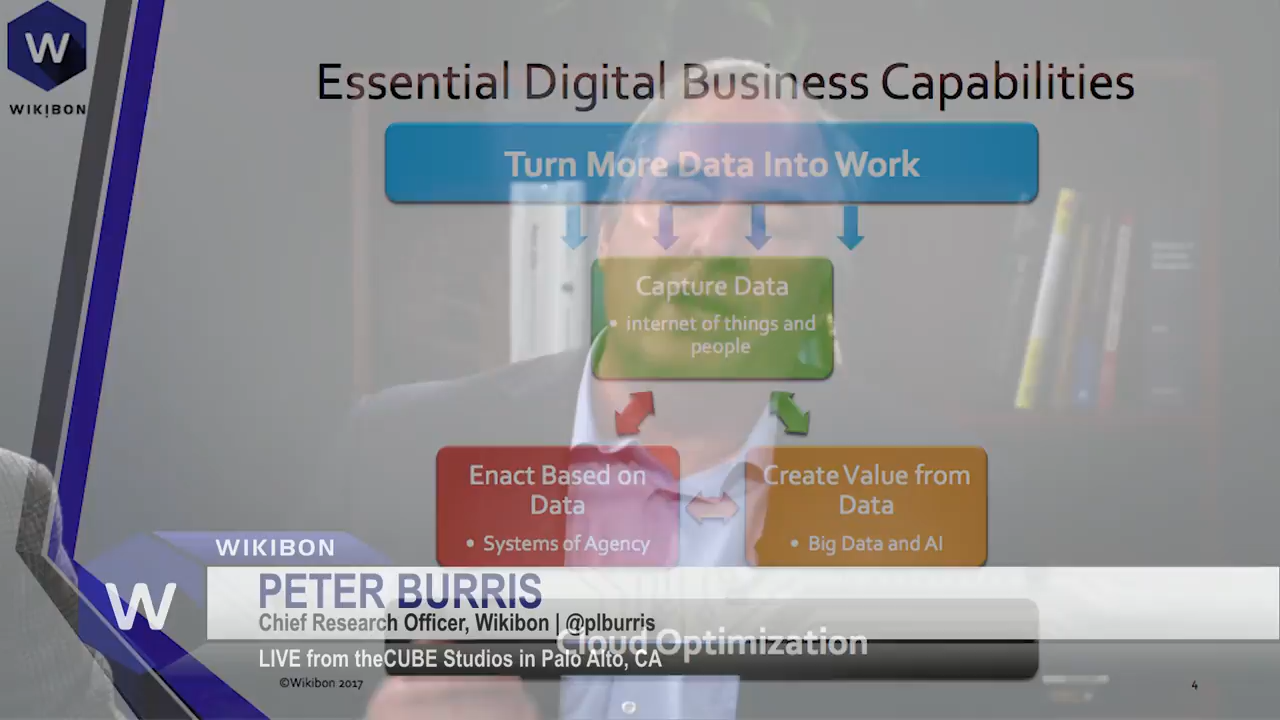 W
WIKIBON
Essential Digital Business Capabilities
Turn More Data Into Work
Capture Data
• internet of things and
people
Enact Based on
Data
• Systems of Agency
Create Value from
Data
• Big Data and AI
Cloud Optimization
WIKIBON
W
PETER BURRIS
Chief Research Officer, Wikibon | @plburris
LIVE from theCUBE Studios in Palo Alto, CA
©Wikibon 2017
4